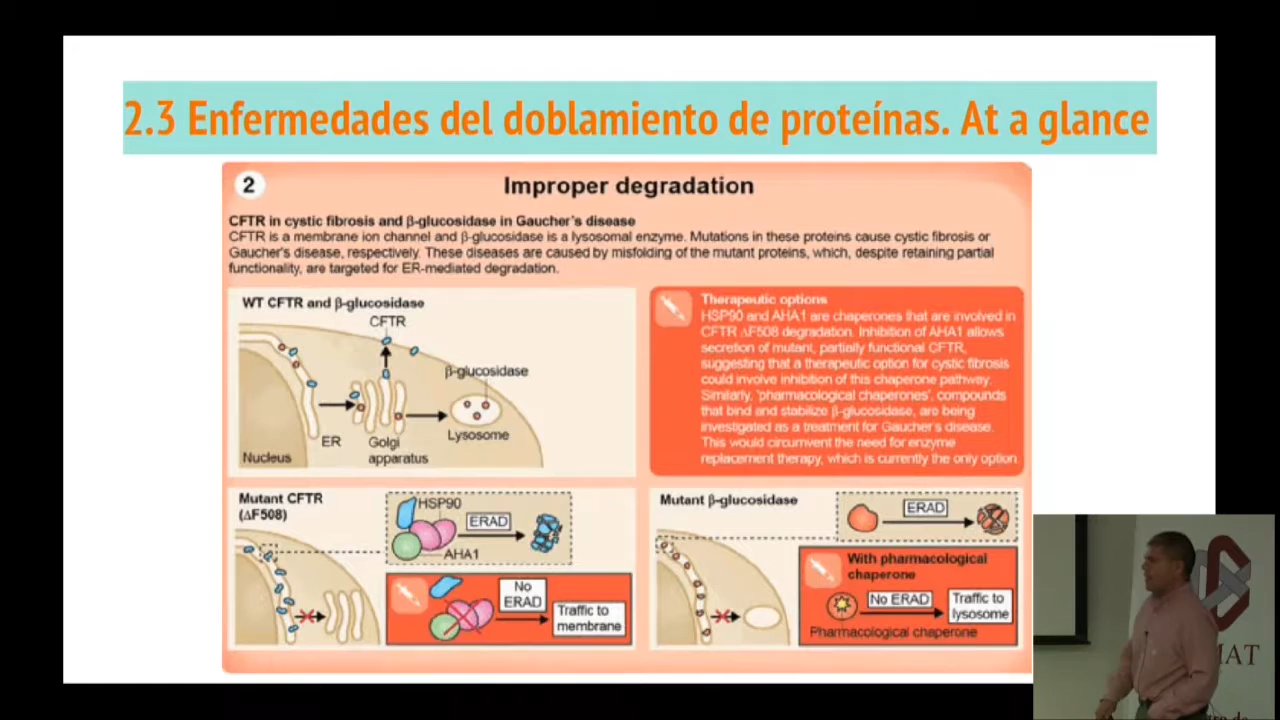 2.3 Enfermedades del doblamiento de proteínas. At a glance
2
Improper degradation
CFTR in cystic fibrosis and β-glucosidase in Gaucher's disease
CFTR is a membrane ion channel and β-glucosidase is a lysosomal enzyme. Mutations in these proteins cause cystic fibrosis or
Gaucher's disease, respectively. These diseases are caused by misfolding of the mutant proteins, which, despite retaining partial
functionality, are targeted for ER-mediated degradation.
WT CFTR and β-glucosidase
CFTR
β-glucosidase
ER
Golgi
apparatus
Lysosome
Nucleus
Therapeutic options
HSP90 and AHA1 are chaperones that are involved in
CFTR ΔF508 degradation. Inhibition of AHA1 allows
secretion of mutant, partially functional CFTR,
suggesting that a therapeutic option for cystic fibrosis
could involve inhibition of this chaperone pathway.
Similarly, 'pharmacological chaperones', compounds
that bind and stabilize β-glucosidase, are being
investigated as a treatment for Gaucher's disease.
This would circumvent the need for enzyme
replacement therapy, which is currently the only option
Mutant CFTR
(ΔF508)
HSP90
ERAD
AHA1
No
ERAD
Traffic to
membrane
Mutant β-glucosidase
ERAD
With pharmacological
chaperone
No ERAD
Traffic to
lysosome
Pharmacological chaperone
MAT